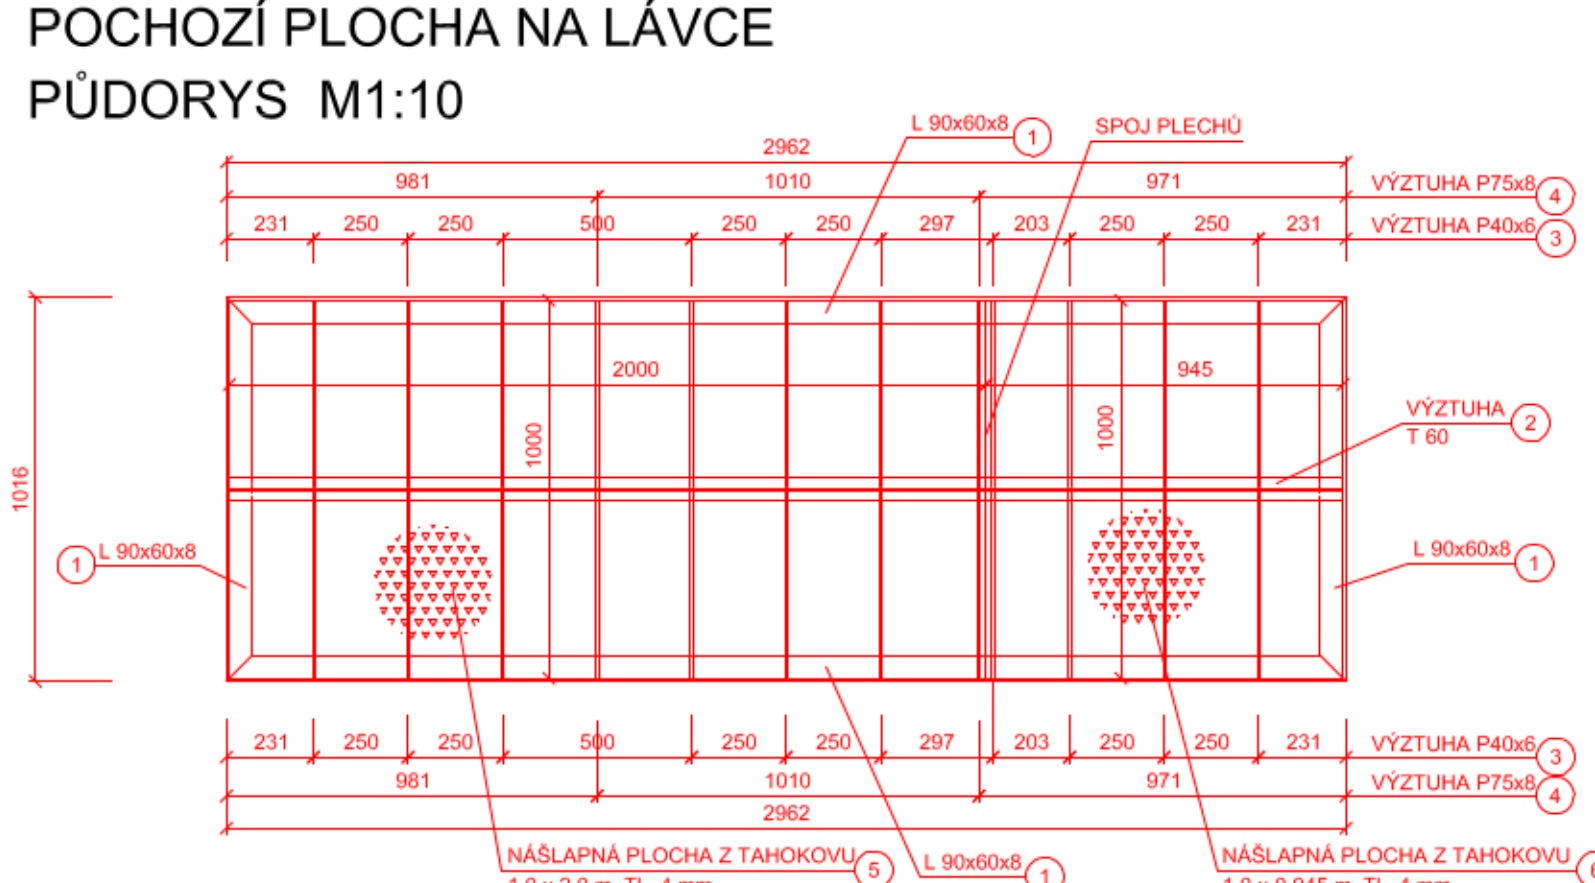 POCHOZÍ PLOCHA NA LÁVCE
PŮDORYS M1:10
L 90x60x8 1
SPOJ PLECHŮ
2962
981 1010 971 VÝZTUHA P75x8 4
231 250 250 500 250 250 297 203 250 250 231 VÝZTUHA P40x6 3
2000 945
VÝZTUHA 2
T 60
1000 1000
1016
1 L 90x60x8
L 90x60x8 1
231 250 250 500 250 250 297 203 250 250 231 VÝZTUHA P40x6 3
981 1010 971 VÝZTUHA P75x8 4
2962
NÁŠLAPNÁ PLOCHA Z TAHOKOVU 5
L 90x60x8 1
NÁŠLAPNÁ PLOCHA Z TAHOKOVU